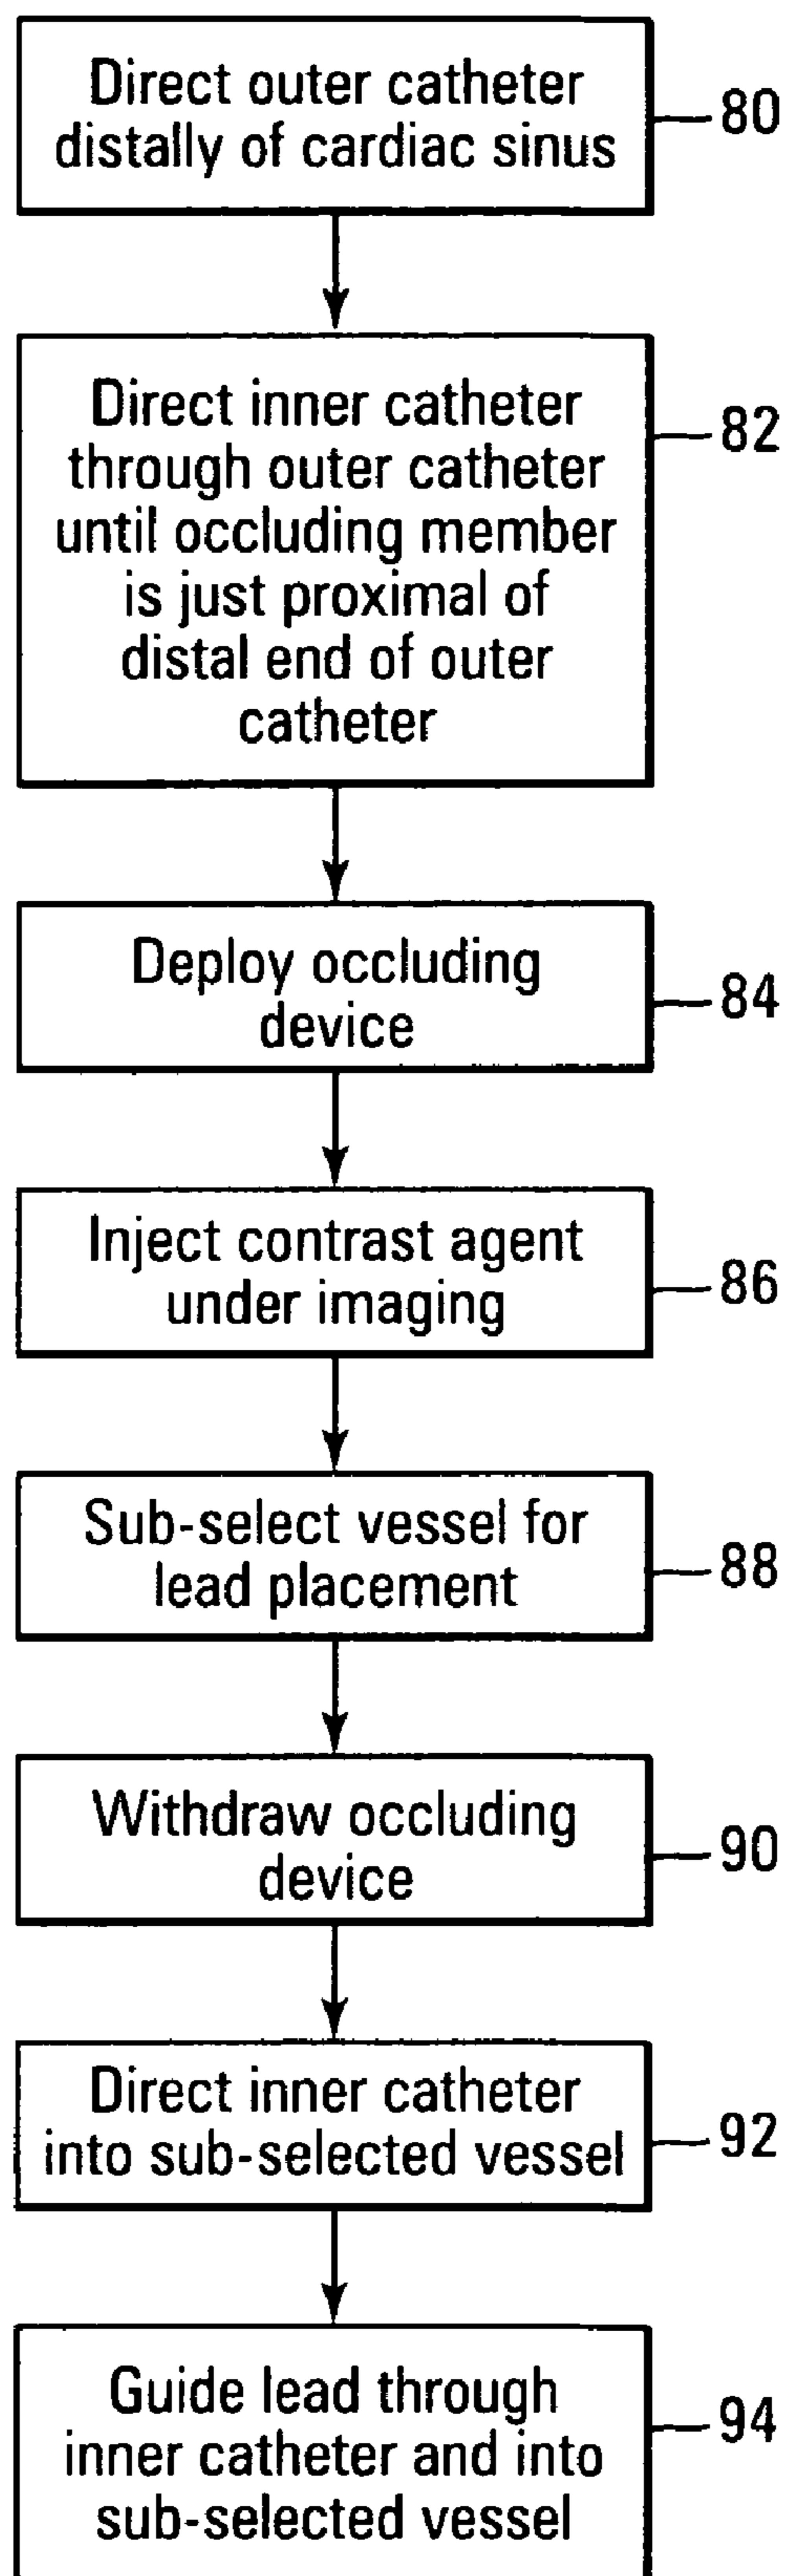 Direct outer catheter
distally of cardiac sinus
80
Direct inner catheter
through outer catheter
until occluding member
is just proximal of
distal end of outer
catheter
82
Deploy occluding
device
84
Inject contrast agent
under imaging
86
Sub-select vessel for
lead placement
88
Withdraw occluding
device
90
Direct inner catheter
into sub-selected vessel
92
Guide lead through
inner catheter and into
sub-selected vessel
94